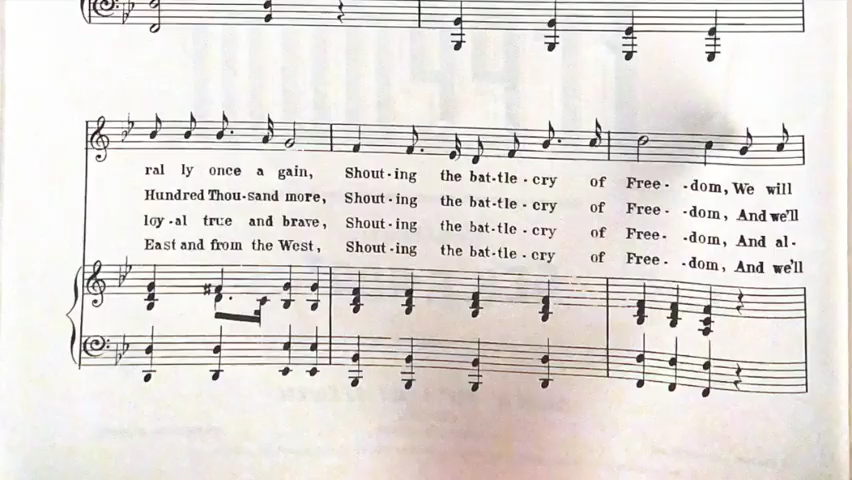 ral ly once a gain, Shout-ing the bat-tle-cry of Free- -dom, We will
Hundred Thou-sand more, Shout-ing the bat-tle-cry of Free- -dom, And we'll
loy-al true and brave, Shout-ing the bat-tle-cry of Free- -dom, And al-
East and from the West, Shout-ing the bat-tle-cry of Free- -dom, And we'll